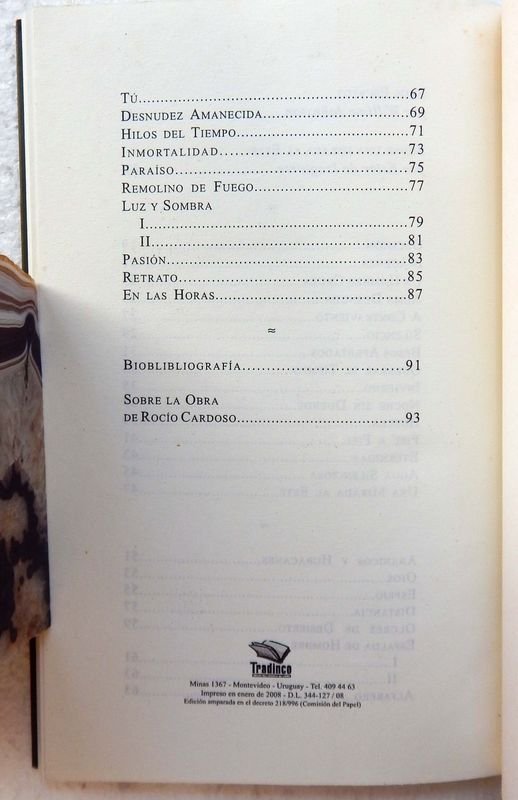 TÚ........................................................67
DESNUDEZ AMANECIDA................................69
HILOS DEL TIEMPO.....................................71
INMORTALIDAD.........................................73
PARAÍSO...................................................75
REMOLINO DE FUEGO..................................77
LUZ Y SOMBRA
I........................................................79
II.......................................................81
PASIÓN....................................................83
RETRATO..................................................85
EN LAS HORAS...........................................87
≈
BIOBLIBLIOGRAFÍA......................................91
SOBRE LA OBRA
DE ROCÍO CARDOSO.....................................93
Tradinco
Minas 1367 - Montevideo - Uruguay - Tel. 409 44 63
Impreso en enero de 2008 - D.L. 344-127 / 08
Edición amparada en el decreto 218/996 (Comisión del Papel)